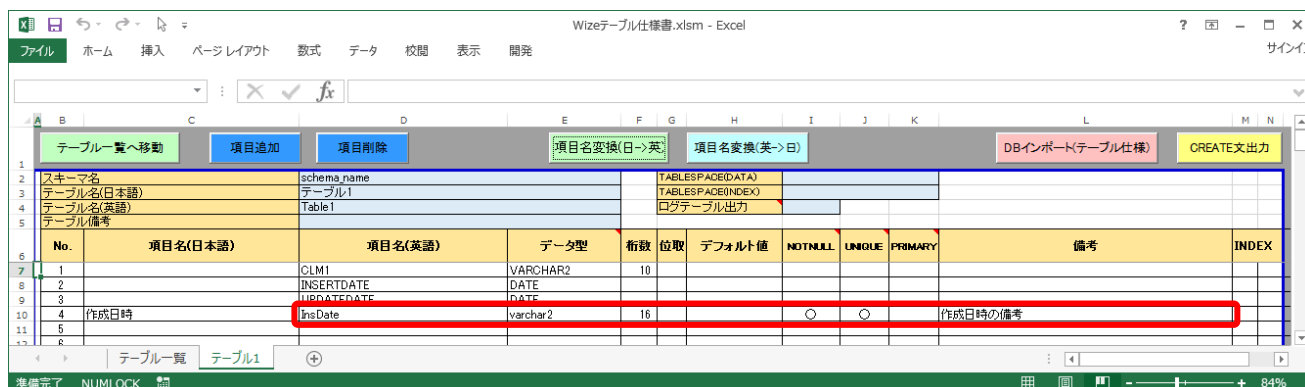 Wizeテーブル仕様書.xlsm - Excel
ファイル ホーム 挿入 ページ レイアウト 数式 データ 校閲 表示 開発 サインイン
fx
A B C D E F G H I J K L M N
1 テーブル一覧へ移動 項目追加 項目削除 項目名変換(日->英) 項目名変換(英->日) DBインポート(テーブル仕様) CREATE文出力
2 スキーマ名 schema_name TABLESPACE(DATA)
3 テーブル名(日本語) テーブル1 TABLESPACE(INDEX)
4 テーブル名(英語) Table1 ログテーブル出力
5 テーブル備考
6 No. 項目名(日本語) 項目名(英語) データ型 桁数 位取 デフォルト値 NOTNULL UNIQUE PRIMARY 備考 INDEX
7 1 CLM1 VARCHAR2 10
8 2 INSERTDATE DATE
9 3 UPDATEDATE DATE
10 4 作成日時 InsDate varchar2 16 ○ ○ 作成日時の備考
11 5
12 6
テーブル一覧 テーブル1
準備完了 NUMLOCK 84%